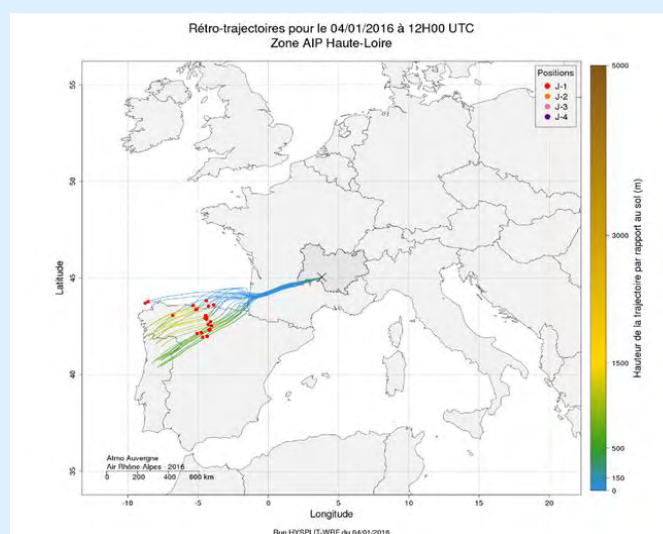 Rétro-trajectoires pour le 04/01/2016 à 12H00 UTC
Zone AIP Haute-Loire
Positions
J-1
J-2
J-3
J-4
55
50
45
40
35
Latitude
-10
-5
0
5
10
15
20
Longitude
5000
3000
1500
500
150
0
Hauteur de la trajectoire par rapport au sol (m)
Atmo Auvergne
Air Rhône Alpes 2016
0 200 400 600 km
Run HYSPLIT-WRF du 04/01/2016